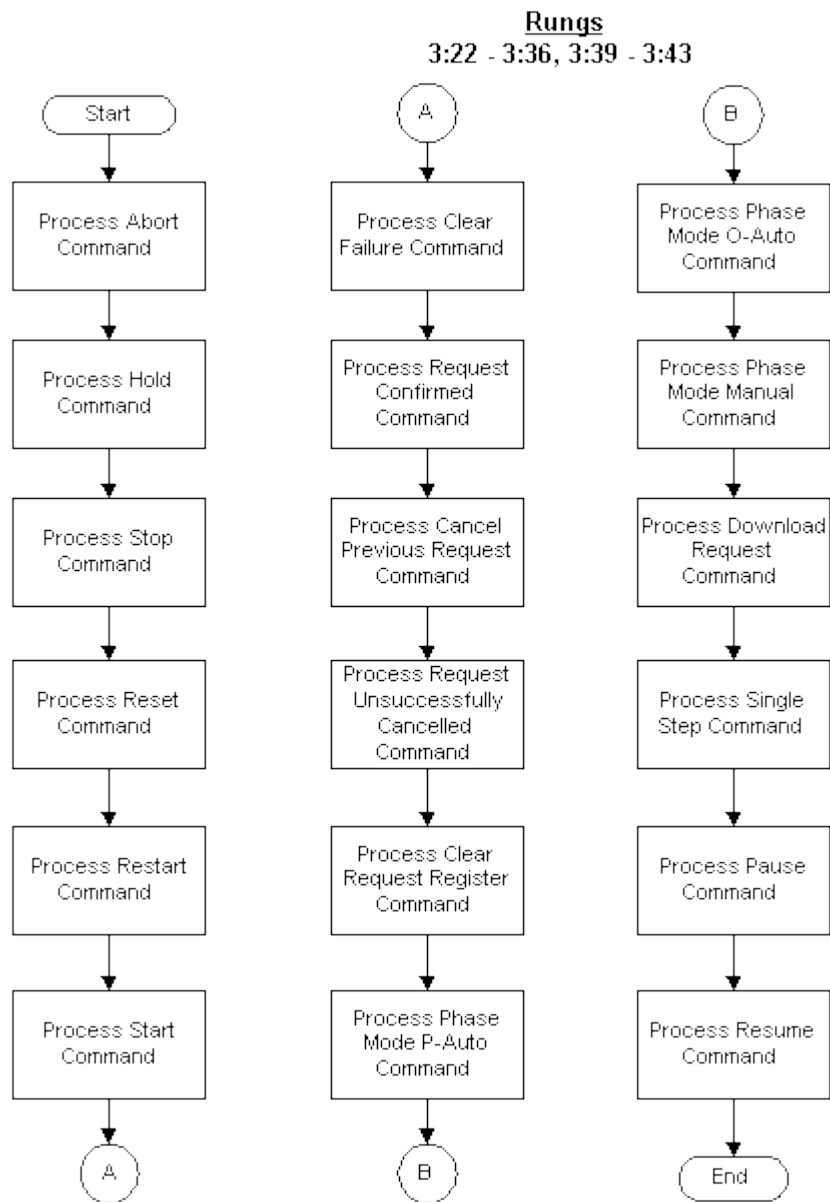 Rungs
3:22 - 3:36, 3:39 - 3:43
Start
Process Abort
Command
Process Hold
Command
Process Stop
Command
Process Reset
Command
Process Restart
Command
Process Start
Command
A
A
Process Clear
Failure Command
Process Request
Confirmed
Command
Process Cancel
Previous Request
Command
Process Request
Unsuccessfully
Cancelled
Command
Process Clear
Request Register
Command
Process Phase
Mode P-Auto
Command
B
B
Process Phase
Mode O-Auto
Command
Process Phase
Mode Manual
Command
Process Download
Request
Command
Process Single
Step Command
Process Pause
Command
Process Resume
Command
End